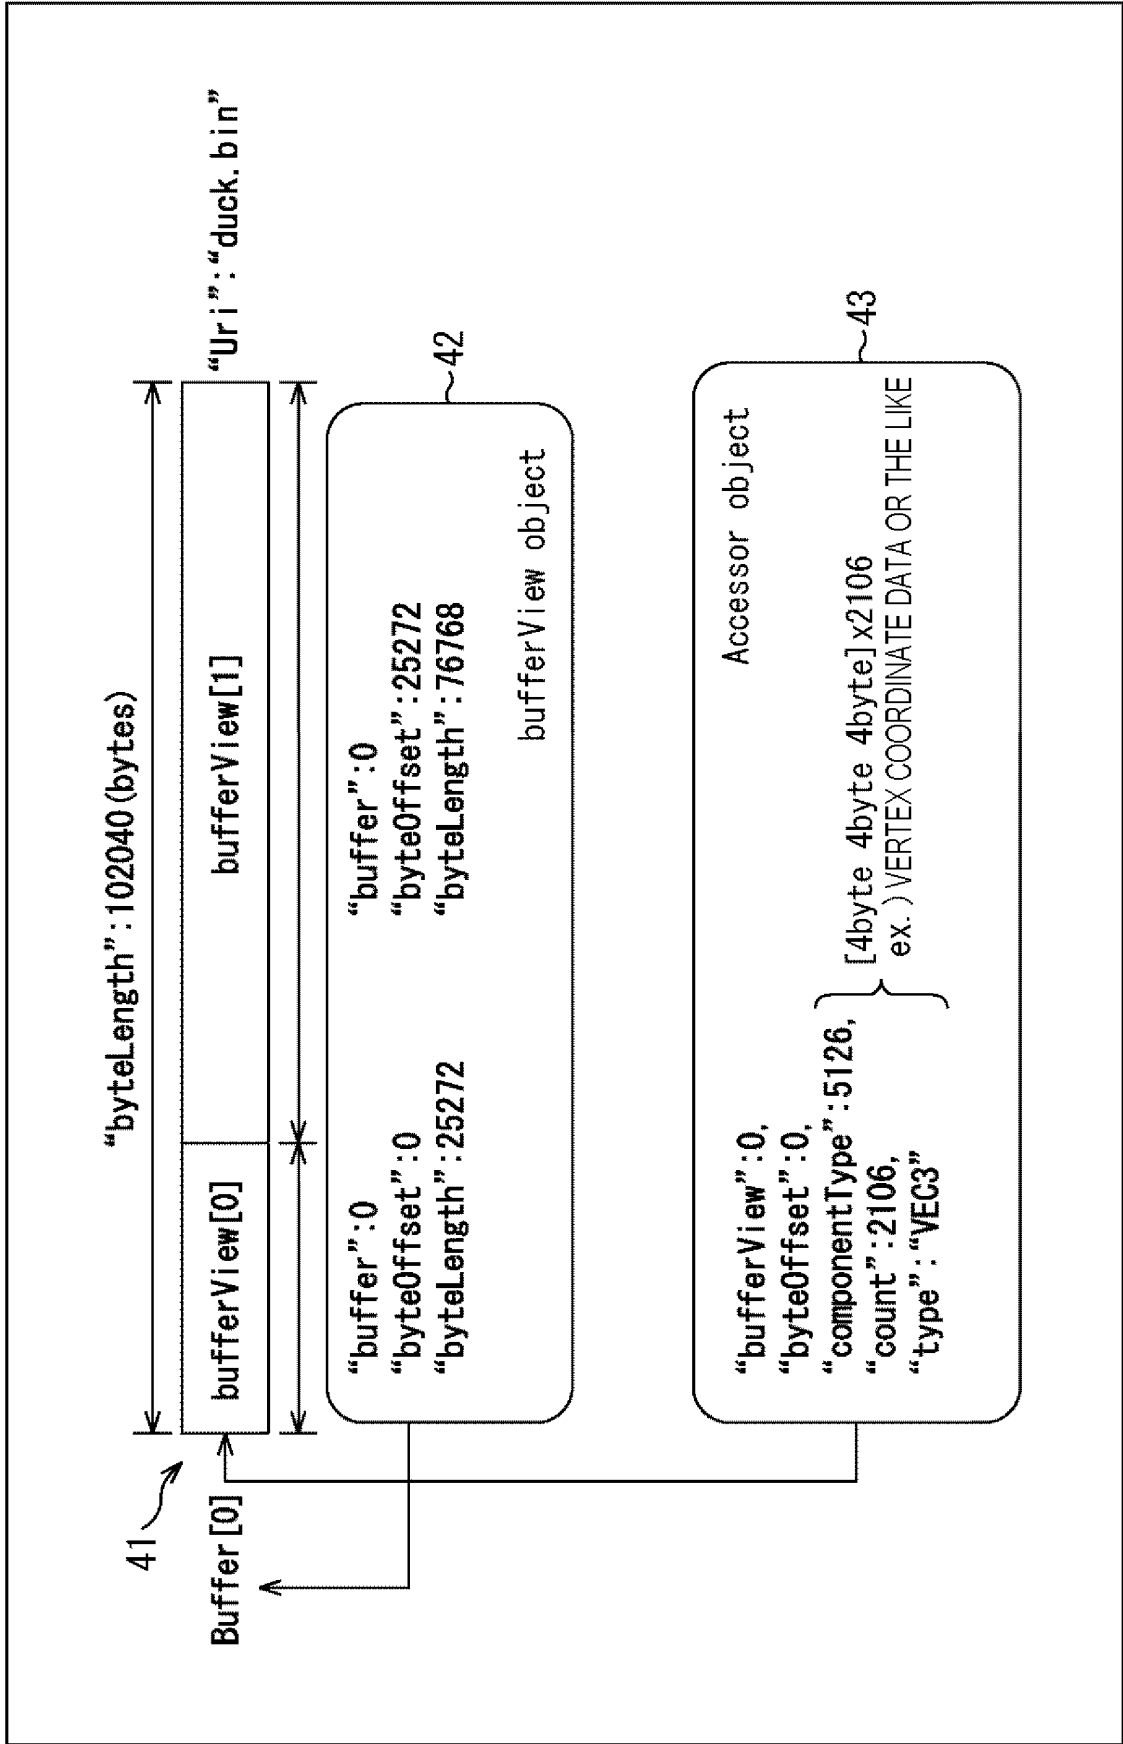 "byteLength":102040(bytes)
41
Buffer[0]
bufferView[0]
bufferView[1]
"Uri":"duck.bin"
42
"buffer":0
"byteOffset":0
"byteLength":25272
"buffer":0
"byteOffset":25272
"byteLength":76768
bufferView object
43
Accessor object
"bufferView":0,
"byteOffset":0,
"componentType":5126,
"count":2106,
"type":"VEC3"
[4byte 4byte 4byte]x2106
ex.)VERTEX COORDINATE DATA OR THE LIKE